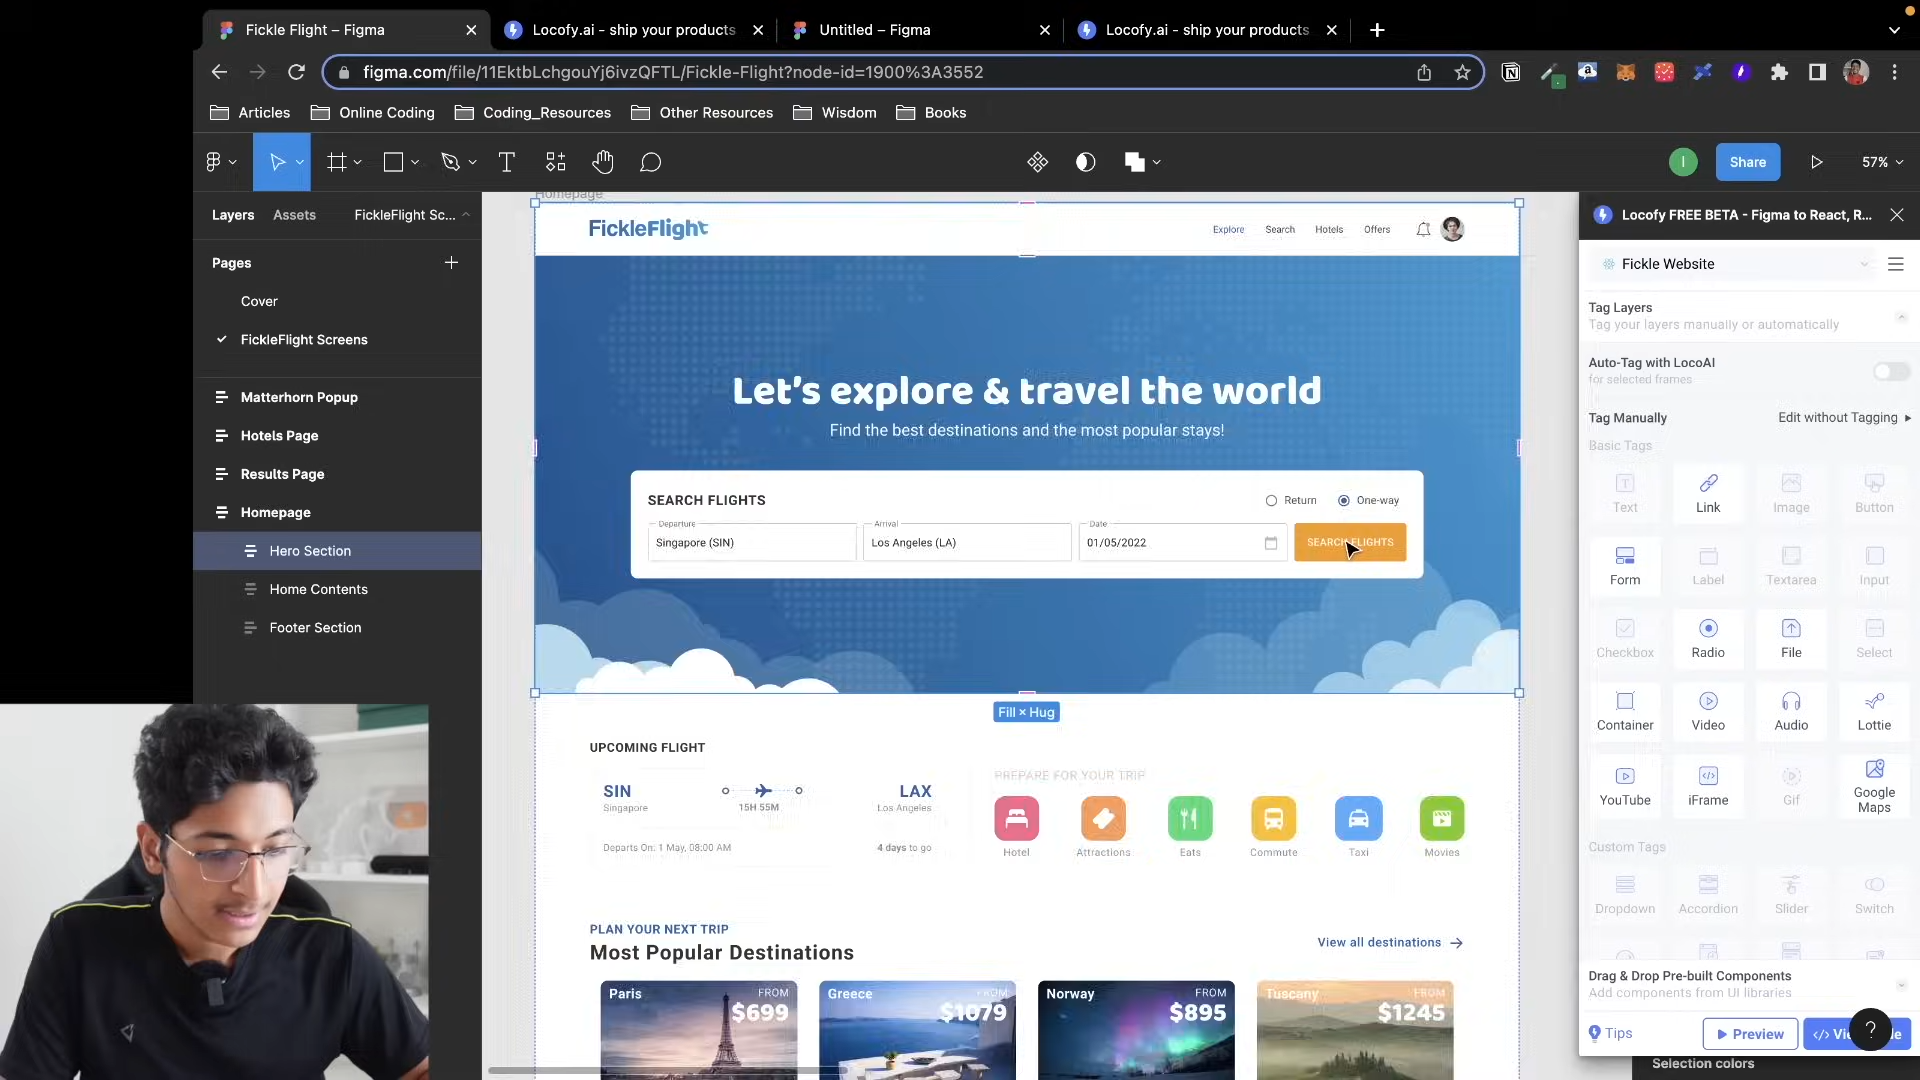 Fickle Flight – Figma
Locofy.ai - ship your products
Untitled – Figma
Locofy.ai - ship your products
figma.com/file/11EktbLchgouYj6ivzQFTL/Fickle-Flight?node-id=1900%3A3552
Articles
Online Coding
Coding_Resources
Other Resources
Wisdom
Books
I
Share
57%
Layers
Assets
FickleFlight Sc...
Pages
Cover
FickleFlight Screens
Matterhorn Popup
Hotels Page
Results Page
Homepage
Hero Section
Home Contents
Footer Section
Homepage
FickleFlight
Explore
Search
Hotels
Offers
Let's explore & travel the world
Find the best destinations and the most popular stays!
SEARCH FLIGHTS
Return
One-way
Departure
Singapore (SIN)
Arrival
Los Angeles (LA)
Date
01/05/2022
SEARCH FLIGHTS
Fill × Hug
UPCOMING FLIGHT
SIN
Singapore
15H 55M
LAX
Los Angeles
Departs On: 1 May, 08:00 AM
4 days to go
PREPARE FOR YOUR TRIP
Hotel
Attractions
Eats
Commute
Taxi
Movies
PLAN YOUR NEXT TRIP
Most Popular Destinations
View all destinations
Paris
FROM
$699
Greece
FROM
$1079
Norway
FROM
$895
Tuscany
FROM
$1245
Locofy FREE BETA - Figma to React, R...
Fickle Website
Tag Layers
Tag your layers manually or automatically
Auto-Tag with LocoAI
for selected frames
Tag Manually
Edit without Tagging
Basic Tags
Text
Link
Image
Button
Form
Label
Textarea
Input
Checkbox
Radio
File
Select
Container
Video
Audio
Lottie
YouTube
iFrame
Gif
Google
Maps
Custom Tags
Dropdown
Accordion
Slider
Switch
Drag & Drop Pre-built Components
Add components from UI libraries
Tips
Preview
?
Selection colors